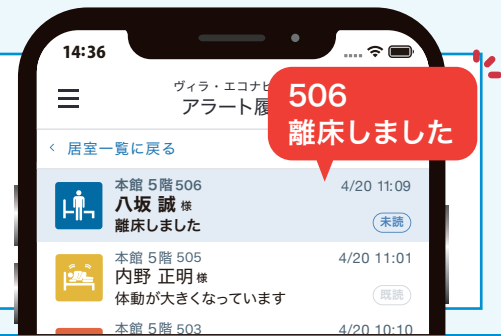 14:36
ヴィラ・エコナビ
アラート履
506
離床しました
居室一覧に戻る
本館 5階 506
4/20 11:09
八坂 誠 様
離床しました
未読
本館 5階 505
4/20 11:01
内野 正明 様
体動が大きくなっています
既読
本館 5階 503
4/20 10:10